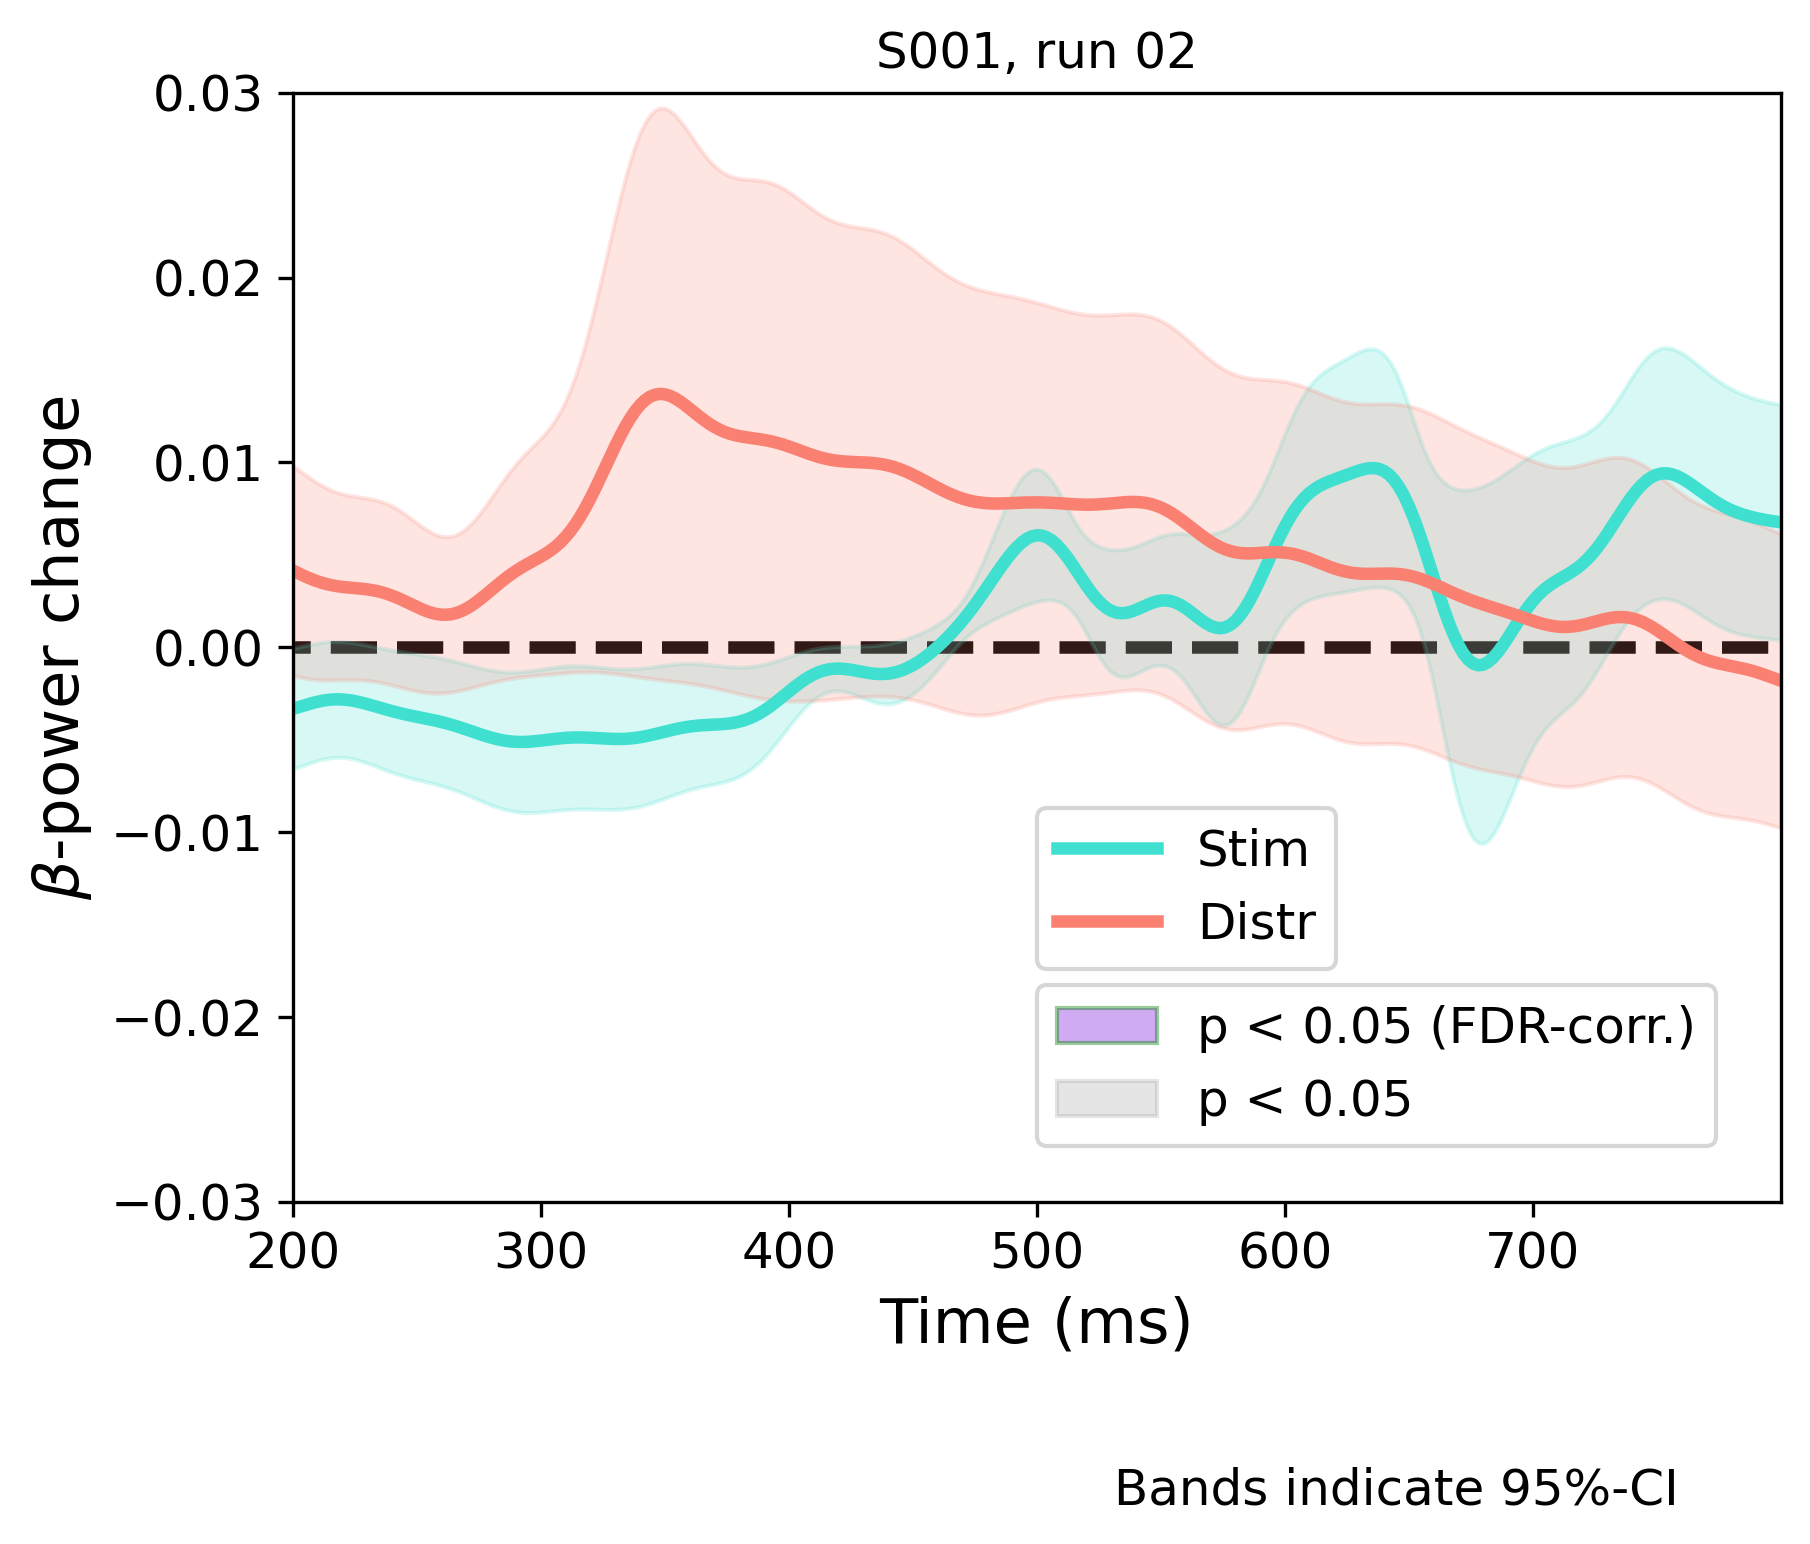 S001, run 02
0.03
0.02
0.01
0.00
−0.01
−0.02
−0.03
β-power change
Stim
Distr
p < 0.05 (FDR-corr.)
p < 0.05
200 300 400 500 600 700
Time (ms)
Bands indicate 95%-CI